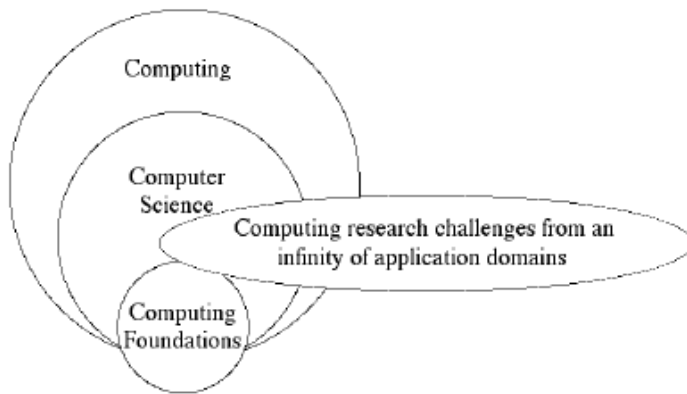 Computing
Computer
Science
Computing research challenges from an
infinity of application domains
Computing
Foundations